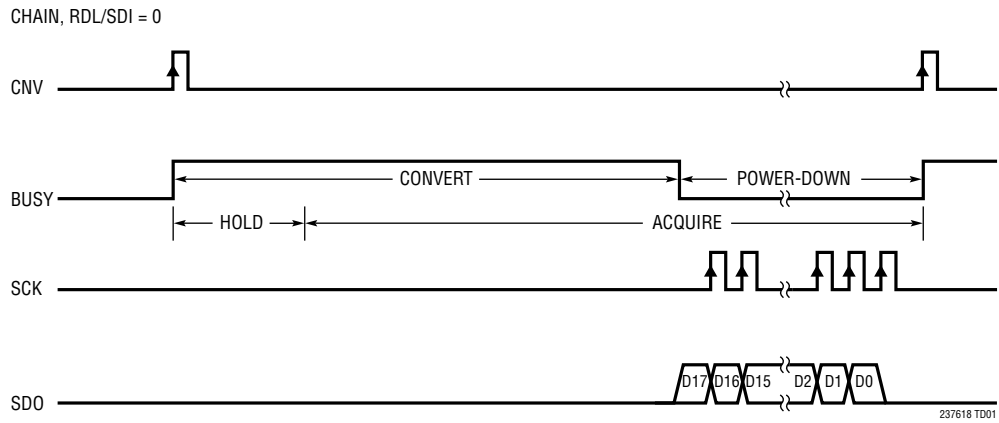 CHAIN, RDL/SDI = 0
CNV
BUSY
CONVERT
POWER-DOWN
HOLD
ACQUIRE
SCK
SDO
D17 D16 D15 D2 D1 D0
237618 TD01